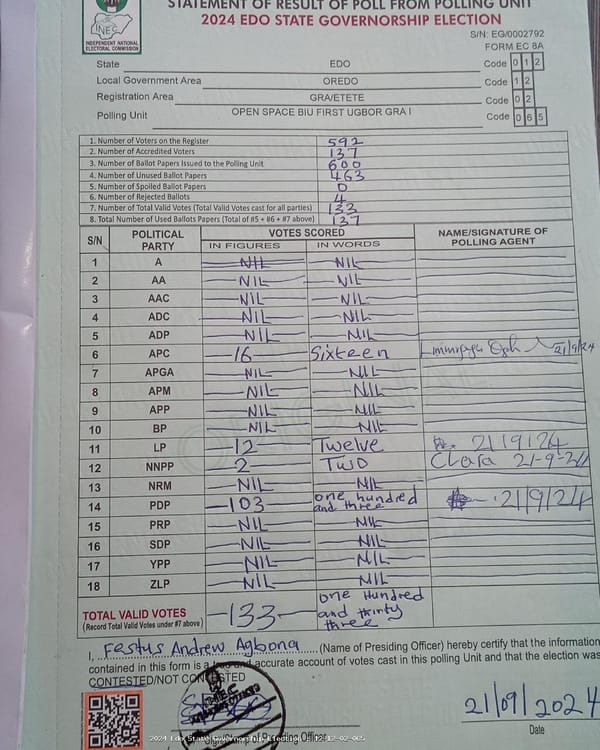 STATEMENT OF RESULT OF POLL FROM POLLING UNIT
2024 EDO STATE GOVERNORSHIP ELECTION
INEC
INDEPENDENT NATIONAL
ELECTORAL COMMISSION
S/N: EG/0002792
FORM EC 8A
State EDO Code 0 1 2
Local Government Area OREDO Code 1 2
Registration Area GRA/ETETE Code 0 2
Polling Unit OPEN SPACE BIU FIRST UGBOR GRA I Code 0 6 5
1. Number of Voters on the Register 592
2. Number of Accredited Voters 137
3. Number of Ballot Papers Issued to the Polling Unit 600
4. Number of Unused Ballot Papers 463
5. Number of Spoiled Ballot Papers 0
6. Number of Rejected Ballots 4
7. Number of Total Valid Votes (Total Valid Votes cast for all parties) 133
8. Total Number of Used Ballots Papers (Total of #5 + #6 + #7 above) 137
S/N POLITICAL PARTY VOTES SCORED NAME/SIGNATURE OF POLLING AGENT
IN FIGURES IN WORDS
1 A NIL NIL
2 AA NIL NIL
3 AAC NIL NIL
4 ADC NIL NIL
5 ADP NIL NIL
6 APC 16 Sixteen 21/9/24
7 APGA NIL NIL
8 APM NIL NIL
9 APP NIL NIL
10 BP NIL NIL
11 LP 12 Twelve 21/9/24
12 NNPP 2 TWO Clara 21-9-24
13 NRM NIL NIL
14 PDP 103 one hundred and three 21/9/24
15 PRP NIL NIL
16 SDP NIL NIL
17 YPP NIL NIL
18 ZLP NIL NIL
TOTAL VALID VOTES 133 one Hundred and thirty three
(Record Total Valid Votes under #7 above)
I, Festus Andrew Agbona (Name of Presiding Officer) hereby certify that the information
contained in this form is a accurate account of votes cast in this polling Unit and that the election was
CONTESTED/NOT CONTESTED
21/09/2024
Date
2024 Edo State Governorship Election - 12-12-02-065